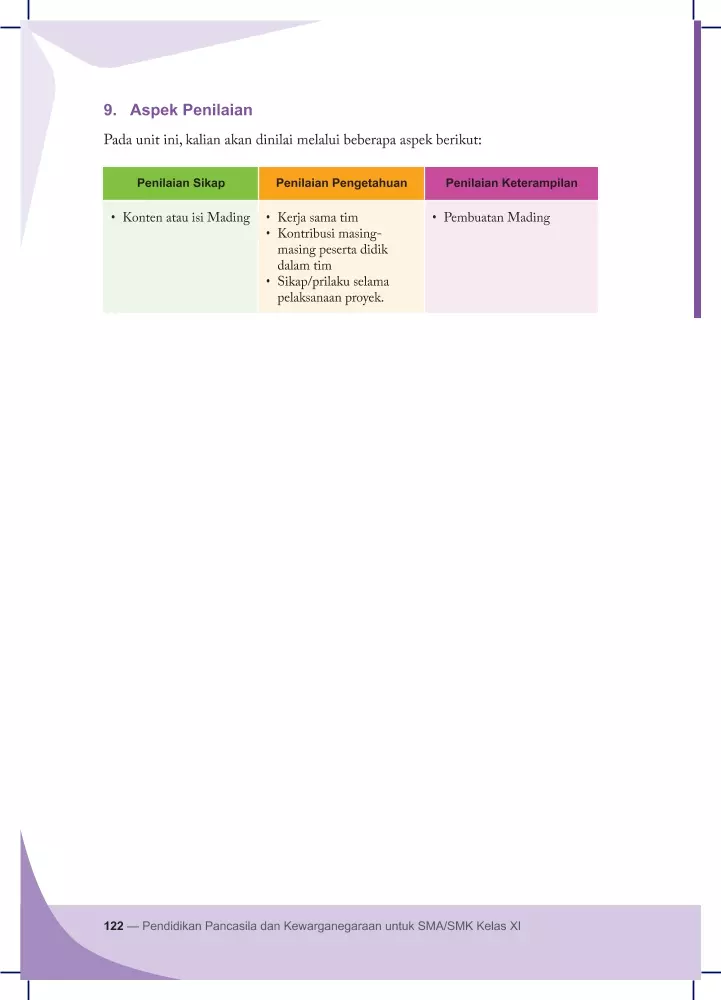 9. Aspek Penilaian
Pada unit ini, kalian akan dinilai melalui beberapa aspek berikut:
Penilaian Sikap
Penilaian Pengetahuan
Penilaian Keterampilan
• Konten atau isi Mading
• Kerja sama tim
• Kontribusi masing-
masing peserta didik
dalam tim
• Sikap/prilaku selama
pelaksanaan proyek.
• Pembuatan Mading
122 — Pendidikan Pancasila dan Kewarganegaraan untuk SMA/SMK Kelas XI